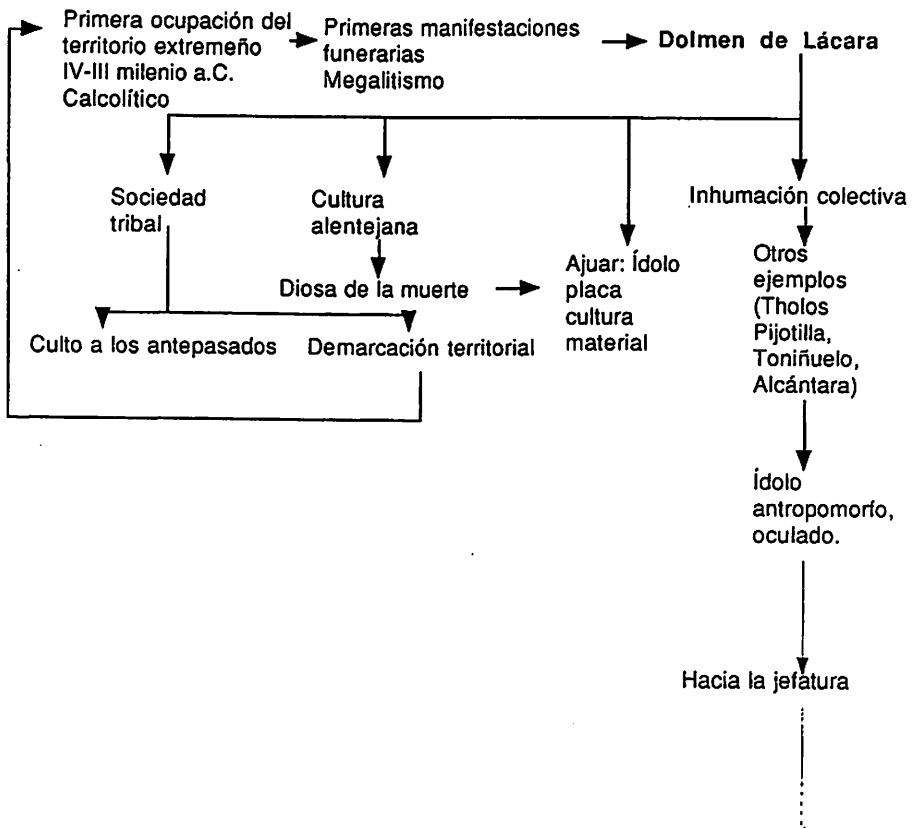 Primera ocupación del
territorio extremeño
IV-III milenio a.C.
Calcolítico
Primeras manifestaciones
funerarias
Megalitismo
Dolmen de Lácara
Sociedad
tribal
Cultura
alentejana
Inhumación colectiva
Diosa de la muerte
Ajuar: Ídolo
placa
cultura
material
Otros
ejemplos
(Tholos
Pijotilla,
Toniñuelo,
Alcántara)
Culto a los antepasados
Demarcación territorial
Ídolo
antropomorfo,
oculado.
Hacia la jefatura